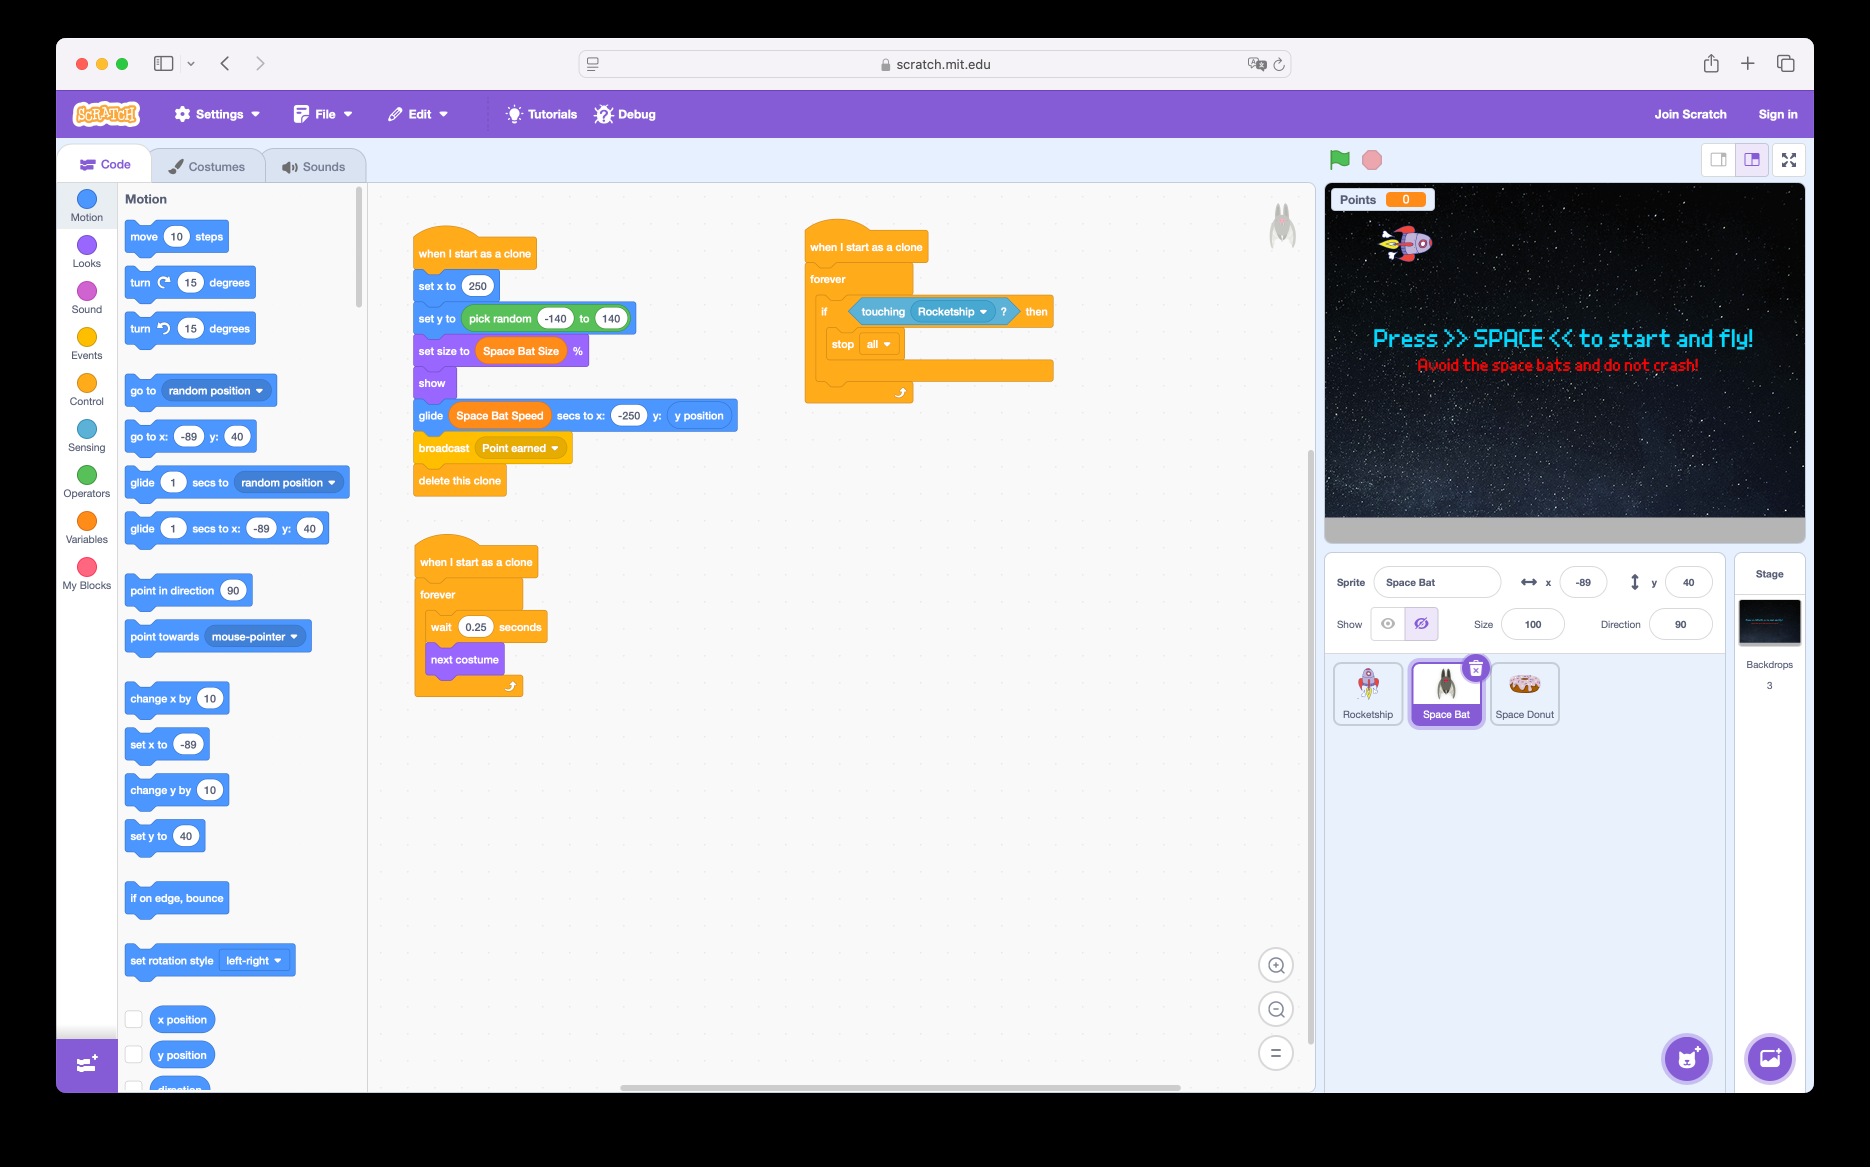 scratch.mit.edu
SCRATCH
Settings
File
Edit
Tutorials
Debug
Join Scratch
Sign in
Code
Costumes
Sounds
Motion
Looks
Sound
Events
Control
Sensing
Operators
Variables
My Blocks
Motion
move 10 steps
turn 15 degrees
turn 15 degrees
go to random position
go to x: -89 y: 40
glide 1 secs to random position
glide 1 secs to x: -89 y: 40
point in direction 90
point towards mouse-pointer
change x by 10
set x to -89
change y by 10
set y to 40
if on edge, bounce
set rotation style left-right
x position
y position
direction
when I start as a clone
set x to 250
set y to pick random -140 to 140
set size to Space Bat Size %
show
glide Space Bat Speed secs to x: -250 y: y position
broadcast Point earned
delete this clone
when I start as a clone
forever
wait 0.25 seconds
next costume
when I start as a clone
forever
if touching Rocketship ? then
stop all
Points 0
Press >> SPACE << to start and fly!
Avoid the space bats and do not crash!
Sprite Space Bat x -89 y 40
Show Size 100 Direction 90
Rocketship
Space Bat
Space Donut
Stage
Backdrops
3